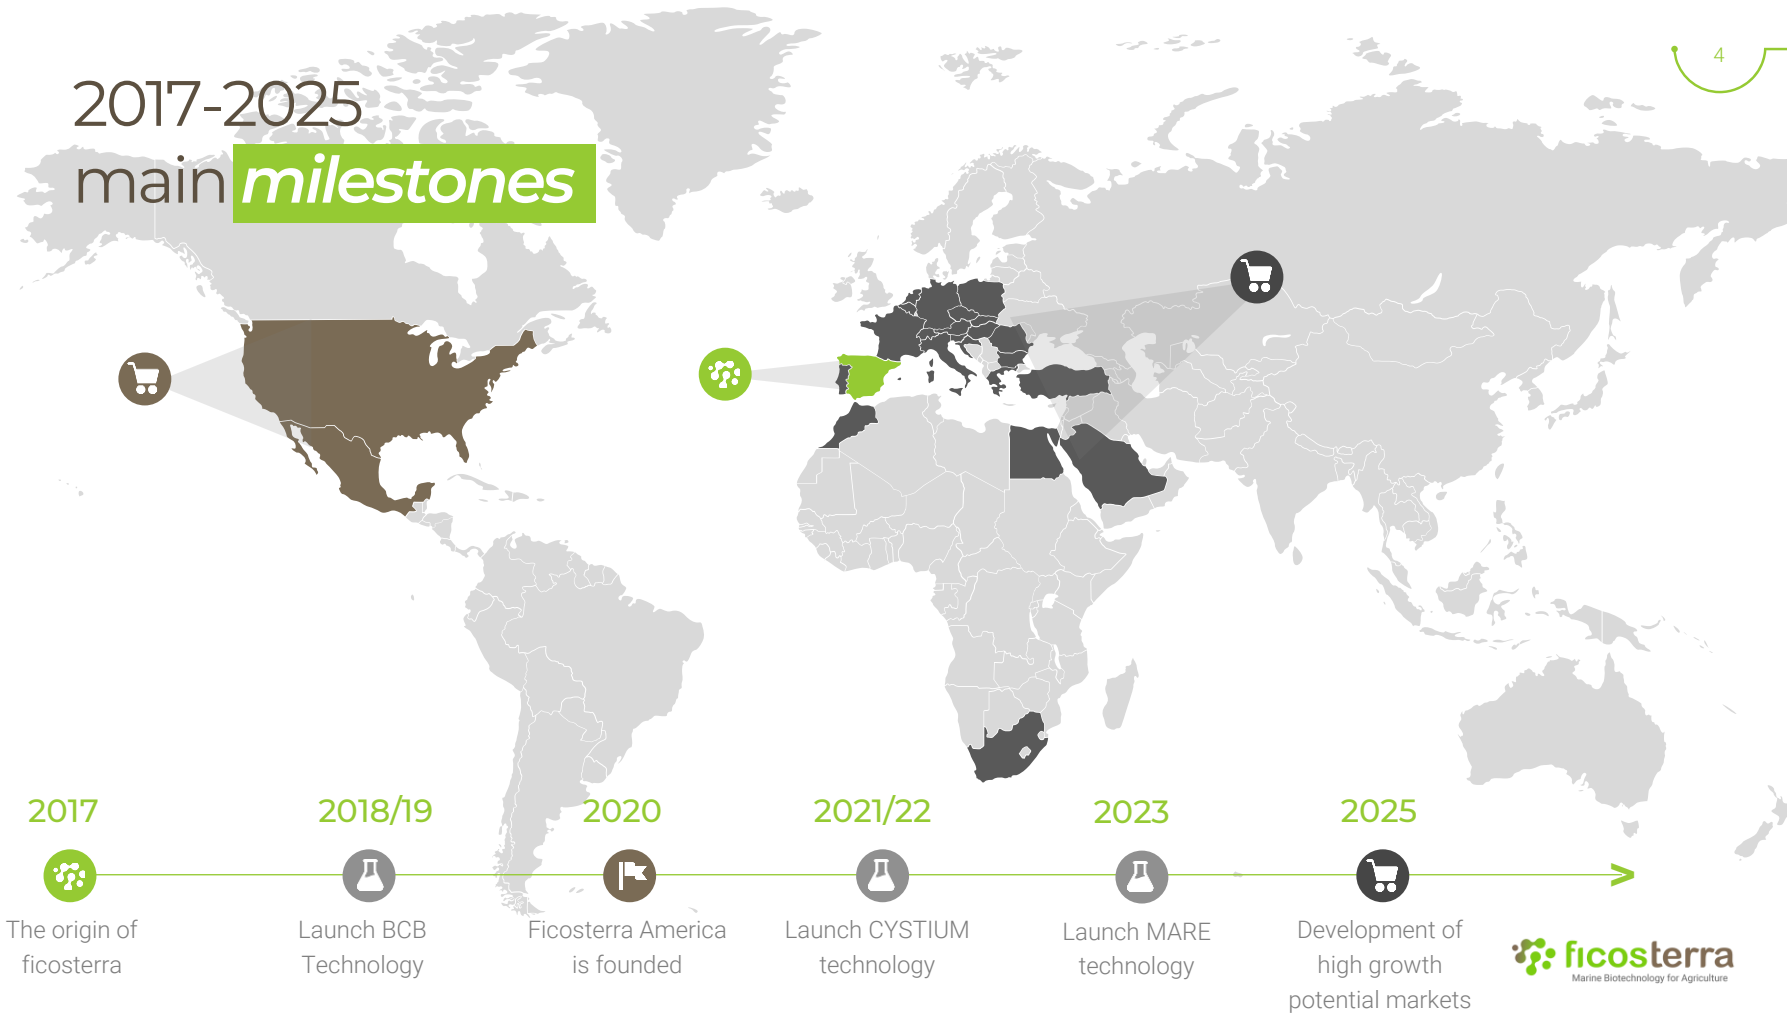 4
2017-2025
main milestones
2017
2018/19
2020
2021/22
2023
2025
>
The origin of
ficosterra
Launch BCB
Technology
Ficosterra America
is founded
Launch CYSTIUM
technology
Launch MARE
technology
Development of
high growth
potential markets
ficosterra
Marine Biotechnology for Agriculture